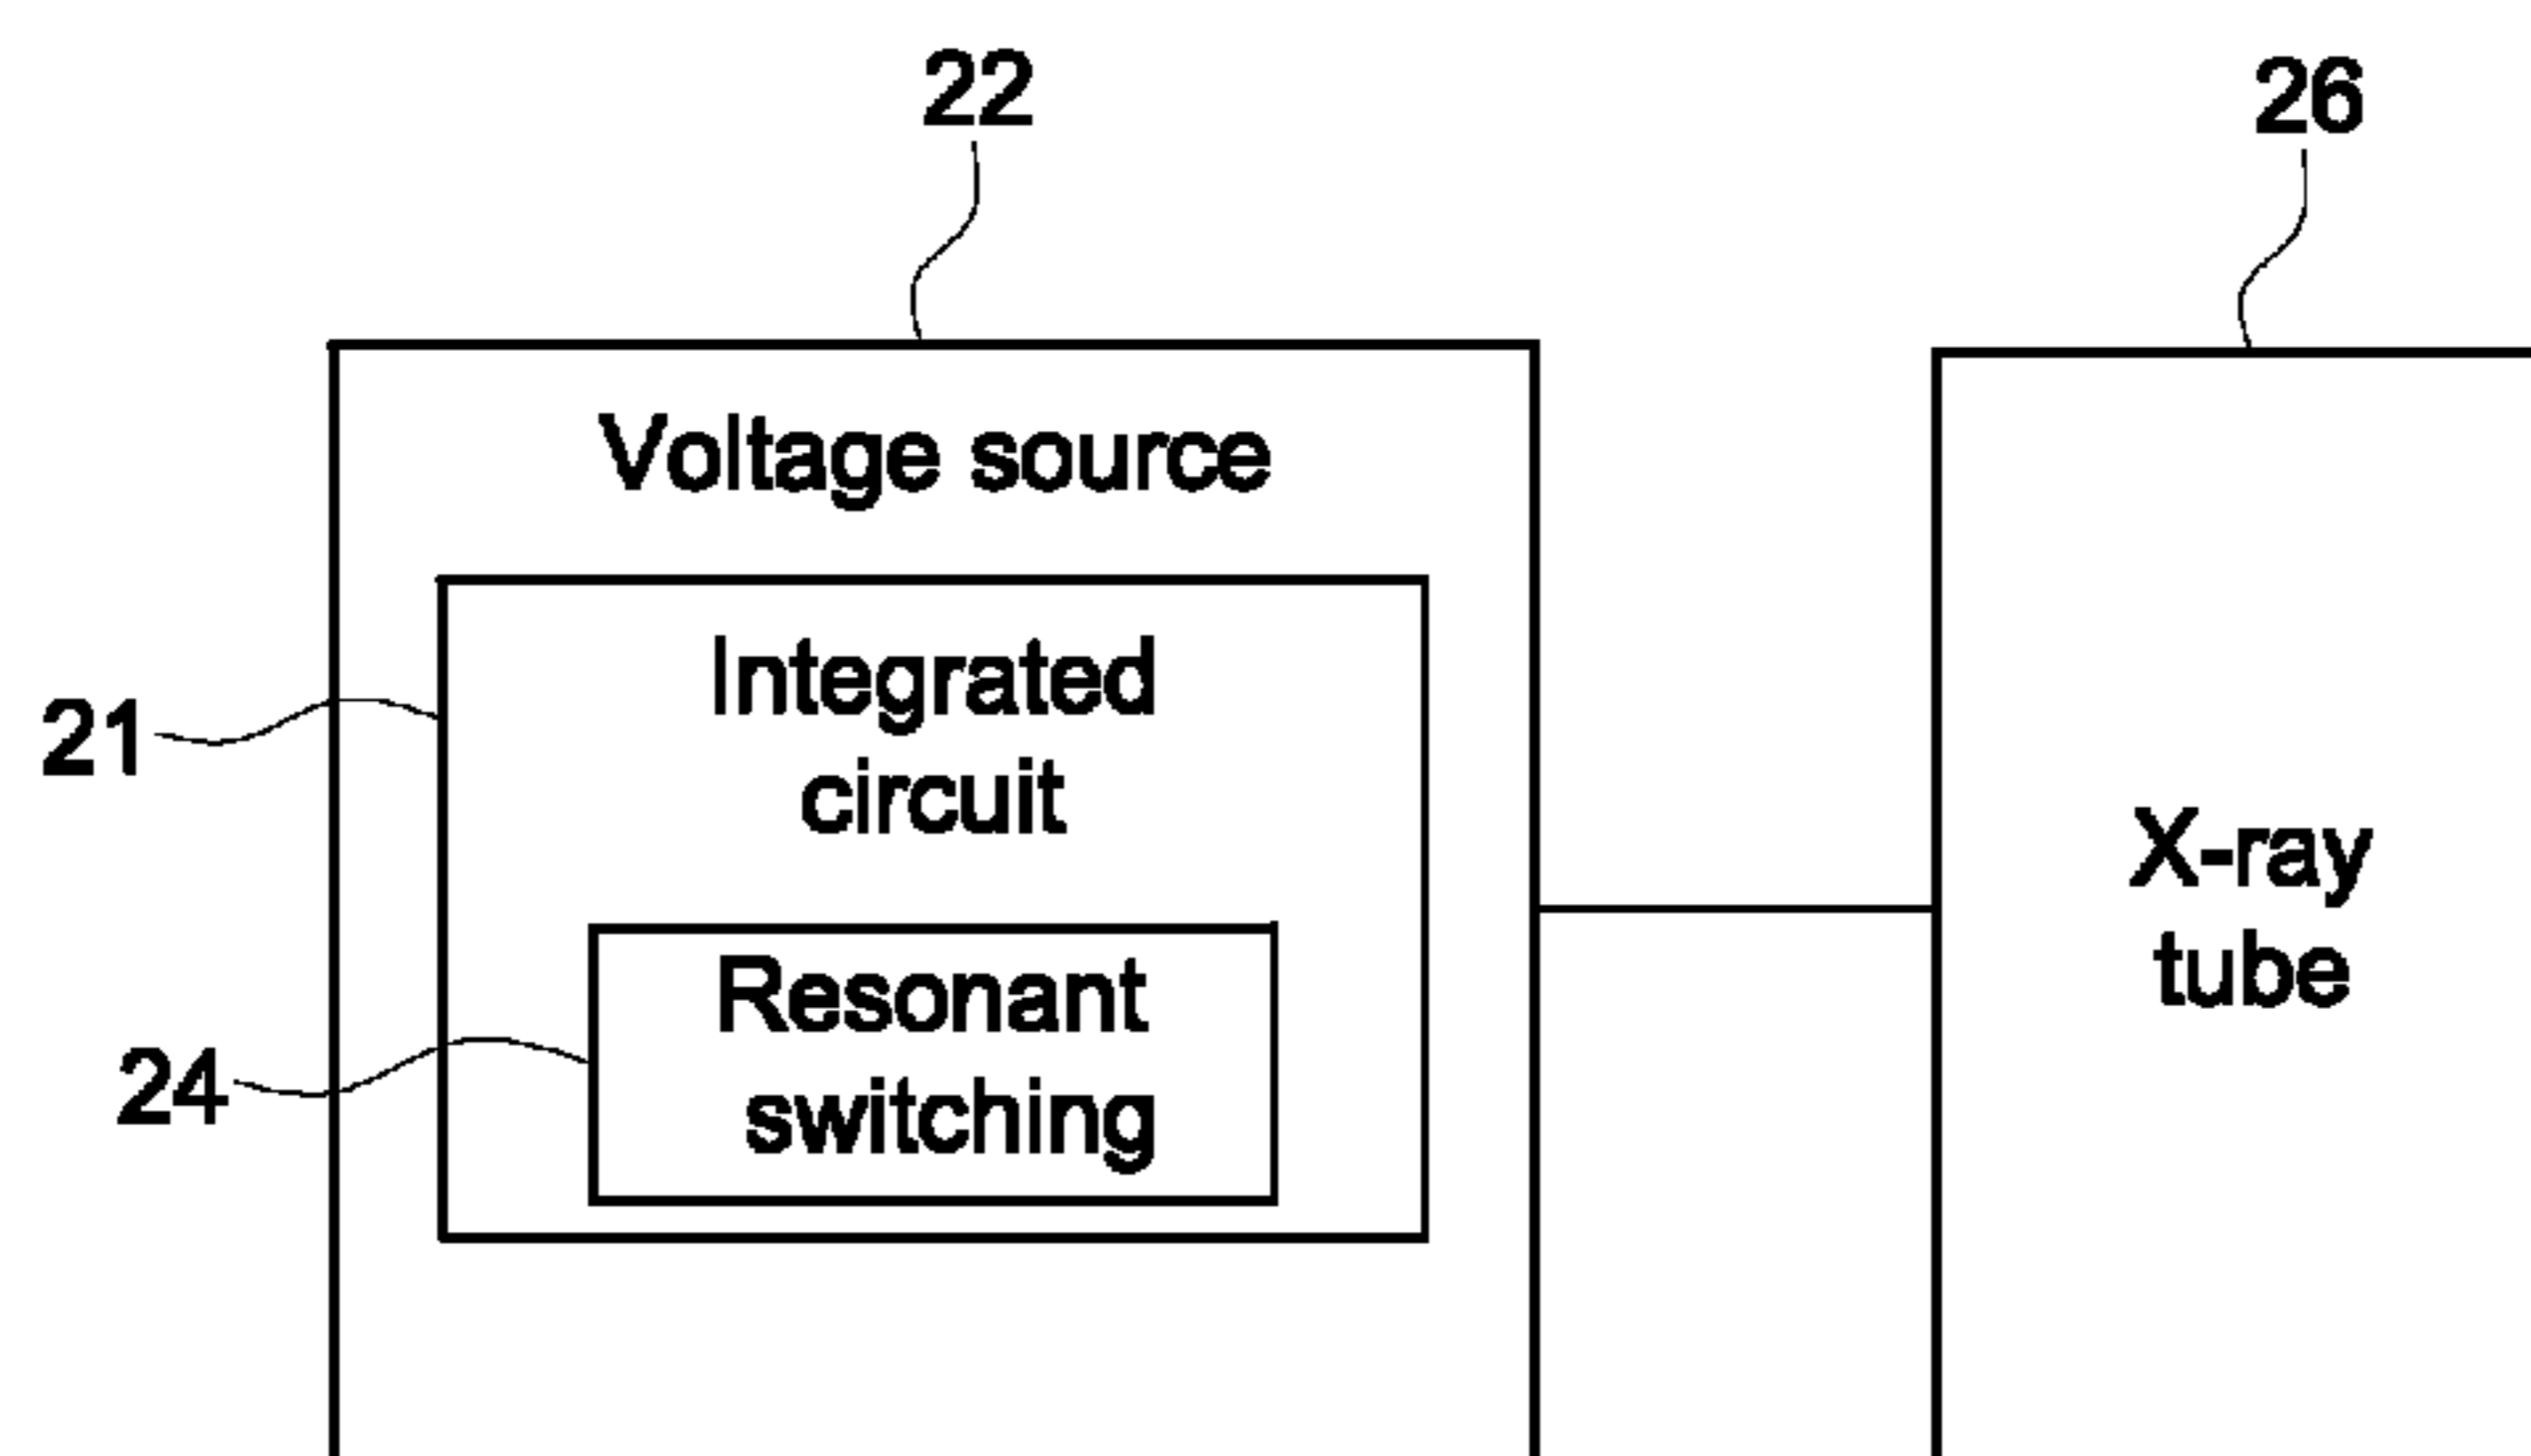 22
26
Voltage source
Integrated
circuit
21
X-ray
tube
Resonant
switching
24